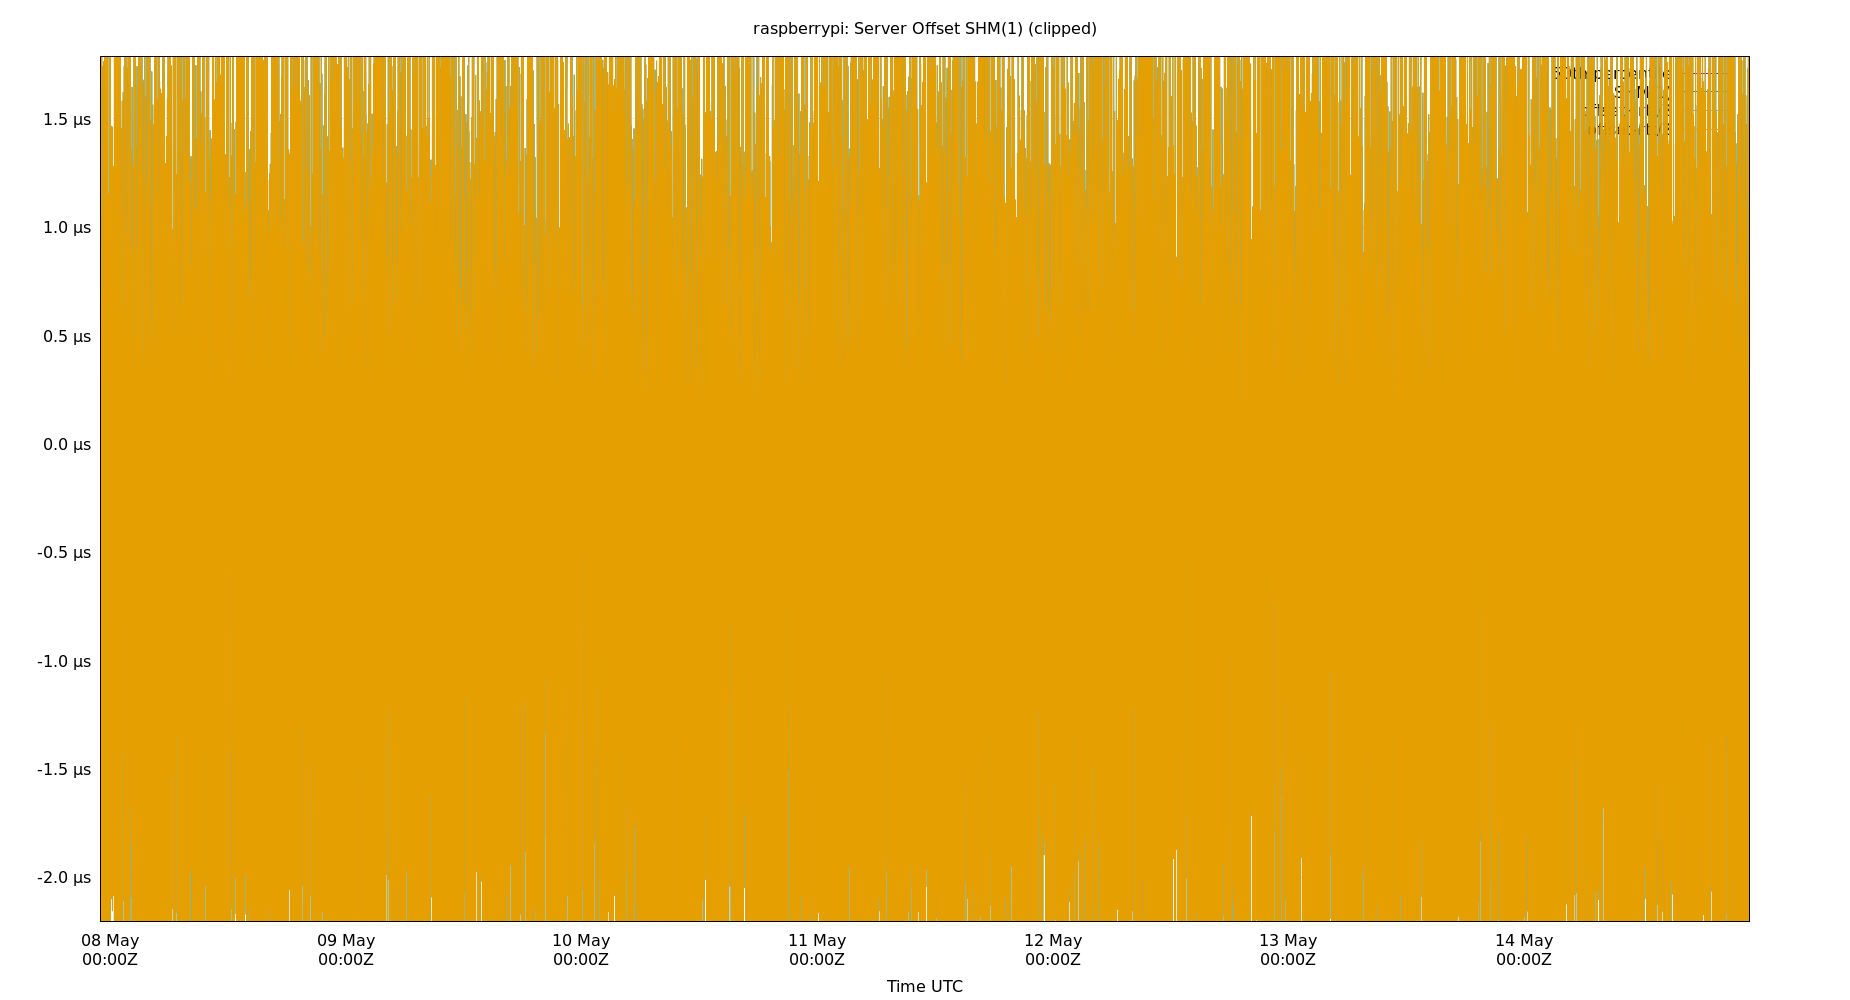 raspberrypi: Server Offset SHM(1) (clipped)
1.5 µs
1.0 µs
0.5 µs
0.0 µs
-0.5 µs
-1.0 µs
-1.5 µs
-2.0 µs
08 May 09 May 10 May 11 May 12 May 13 May 14 May
00:00Z 00:00Z 00:00Z 00:00Z 00:00Z 00:00Z 00:00Z
Time UTC